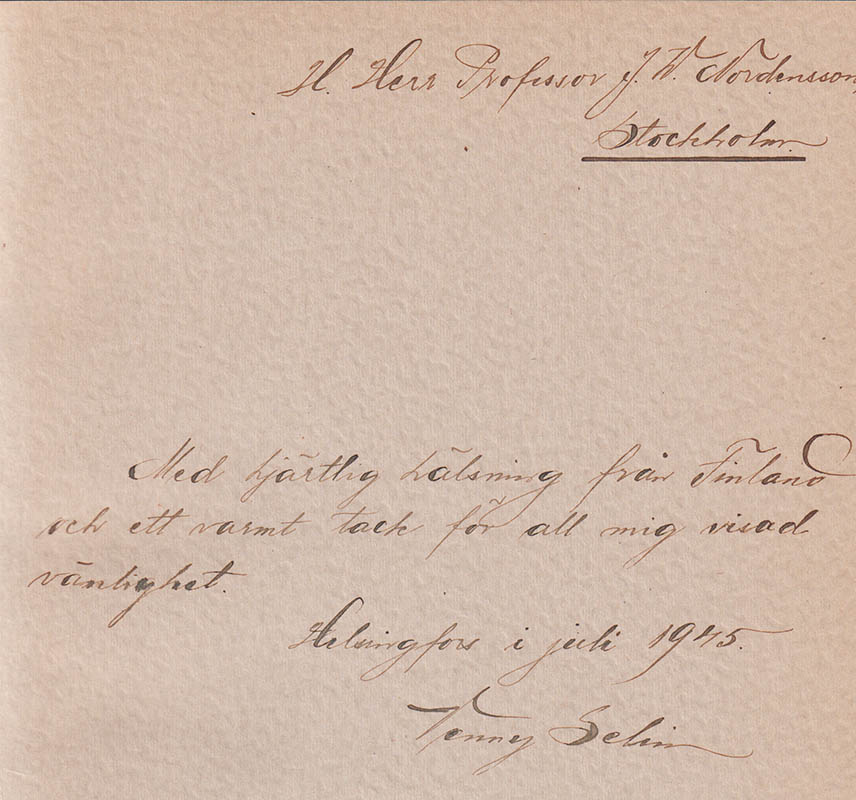 H. Herr Professor J. W. Nordensson,
Stockholm.
Med hjärtlig hälsning från Finland
och ett varmt tack för all mig visad
vänlighet.
Helsingfors i juli 1945.
Venny Selin